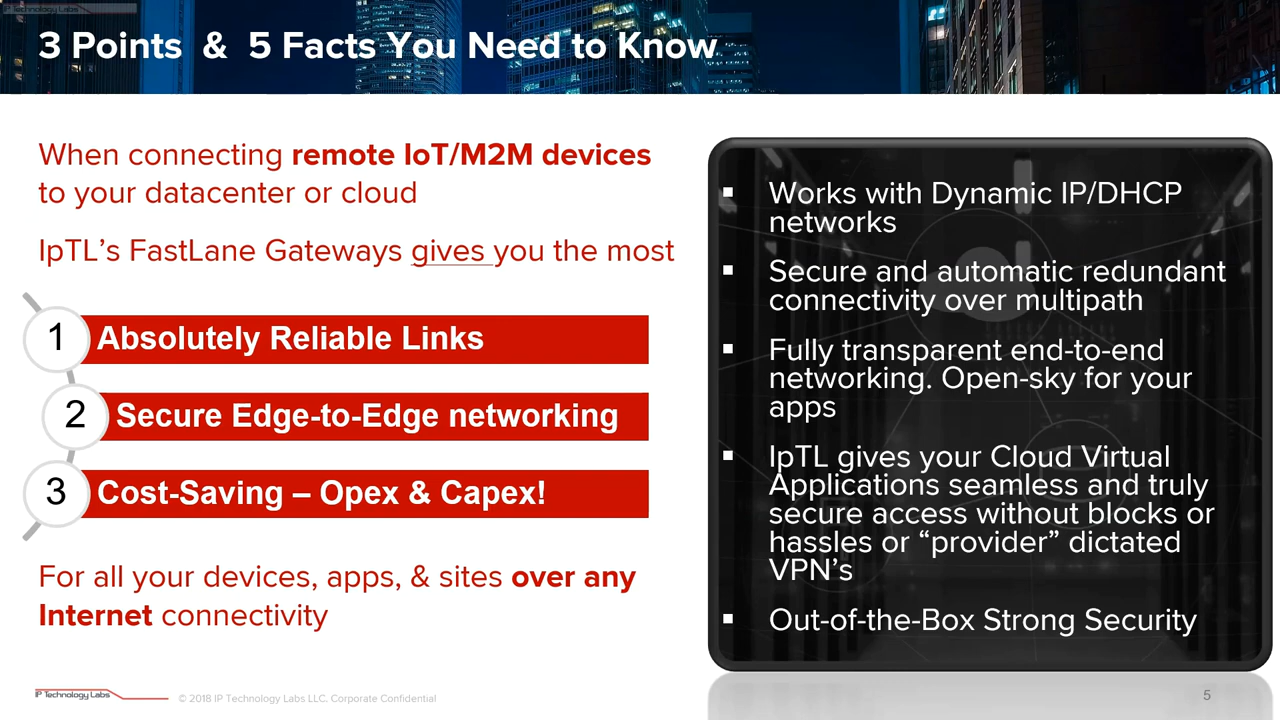 IP Technology Labs
3 Points & 5 Facts You Need to Know
When connecting remote IoT/M2M devices
to your datacenter or cloud
IpTL’s FastLane Gateways gives you the most
1 Absolutely Reliable Links
2 Secure Edge-to-Edge networking
3 Cost-Saving – Opex & Capex!
For all your devices, apps, & sites over any
Internet connectivity
▪ Works with Dynamic IP/DHCP
networks
▪ Secure and automatic redundant
connectivity over multipath
▪ Fully transparent end-to-end
networking. Open-sky for your
apps
▪ IpTL gives your Cloud Virtual
Applications seamless and truly
secure access without blocks or
hassles or “provider” dictated
VPN’s
▪ Out-of-the-Box Strong Security
IP Technology Labs
© 2018 IP Technology Labs LLC. Corporate Confidential
5